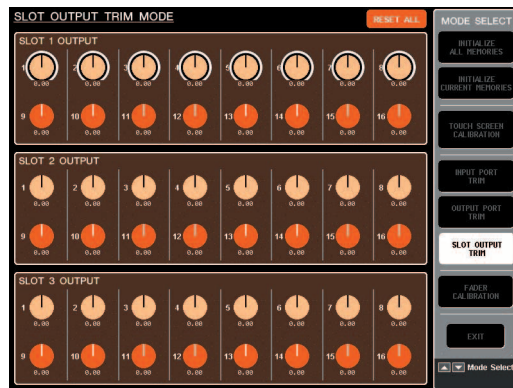 SLOT OUTPUT TRIM MODE
RESET ALL
SLOT 1 OUTPUT
1 2 3 4 5 6 7 8
0.00 0.00 0.00 0.00 0.00 0.00 0.00 0.00
9 10 11 12 13 14 15 16
0.00 0.00 0.00 0.00 0.00 0.00 0.00 0.00
SLOT 2 OUTPUT
1 2 3 4 5 6 7 8
0.00 0.00 0.00 0.00 0.00 0.00 0.00 0.00
9 10 11 12 13 14 15 16
0.00 0.00 0.00 0.00 0.00 0.00 0.00 0.00
SLOT 3 OUTPUT
1 2 3 4 5 6 7 8
0.00 0.00 0.00 0.00 0.00 0.00 0.00 0.00
9 10 11 12 13 14 15 16
0.00 0.00 0.00 0.00 0.00 0.00 0.00 0.00
MODE SELECT
INITIALIZE
ALL MEMORIES
INITIALIZE
CURRENT MEMORIES
TOUCH SCREEN
CALIBRATION
INPUT PORT
TRIM
OUTPUT PORT
TRIM
SLOT OUTPUT
TRIM
FADER
CALIBRATION
EXIT
Mode Select